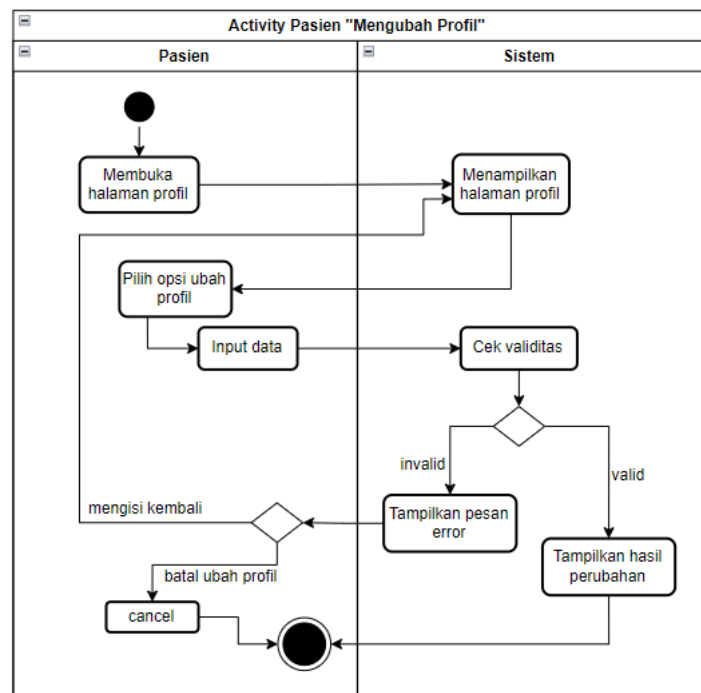 Activity Pasien "Mengubah Profil"
Pasien
Sistem
Membuka
halaman profil
Menampilkan
halaman profil
Pilih opsi ubah
profil
Input data
Cek validitas
invalid
valid
mengisi kembali
Tampilkan pesan
error
Tampilkan hasil
perubahan
batal ubah profil
cancel